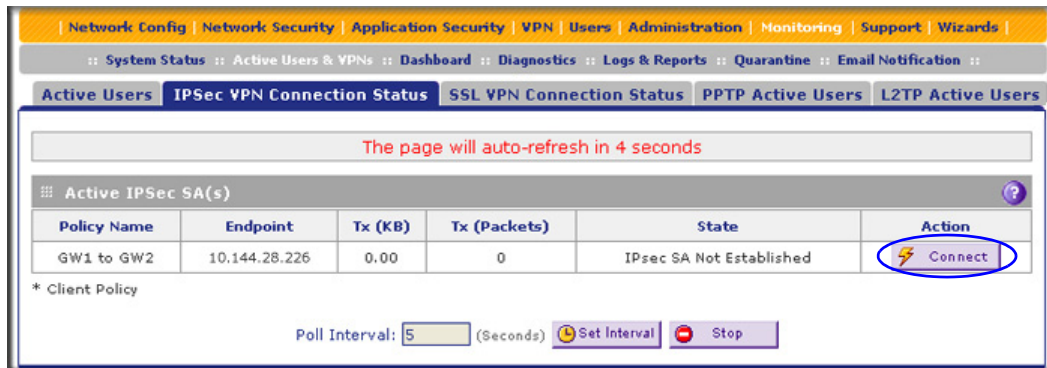 | Network Config | Network Security | Application Security | VPN | Users | Administration | Monitoring | Support | Wizards |
:: System Status :: Active Users & VPNs :: Dashboard :: Diagnostics :: Logs & Reports :: Quarantine :: Email Notification ::
Active Users IPSec VPN Connection Status SSL VPN Connection Status PPTP Active Users L2TP Active Users
The page will auto-refresh in 4 seconds
Active IPSec SA(s) ?
Policy Name Endpoint Tx (KB) Tx (Packets) State Action
GW1 to GW2 10.144.28.226 0.00 0 IPsec SA Not Established Connect
* Client Policy
Poll Interval: 5 (Seconds) Set Interval Stop